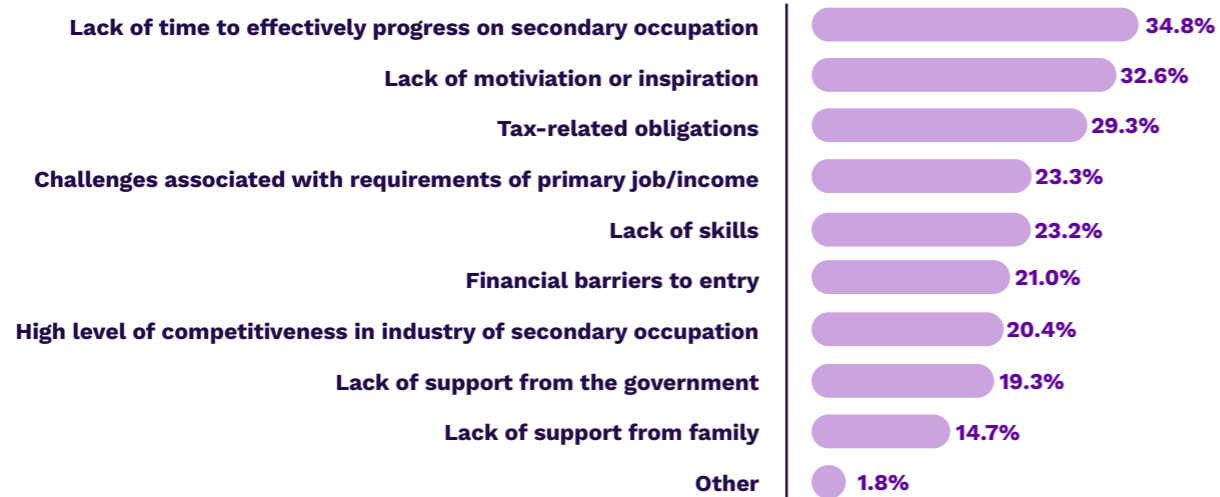 Lack of time to effectively progress on secondary occupation 34.8%
Lack of motiviation or inspiration 32.6%
Tax-related obligations 29.3%
Challenges associated with requirements of primary job/income 23.3%
Lack of skills 23.2%
Financial barriers to entry 21.0%
High level of competitiveness in industry of secondary occupation 20.4%
Lack of support from the government 19.3%
Lack of support from family 14.7%
Other 1.8%